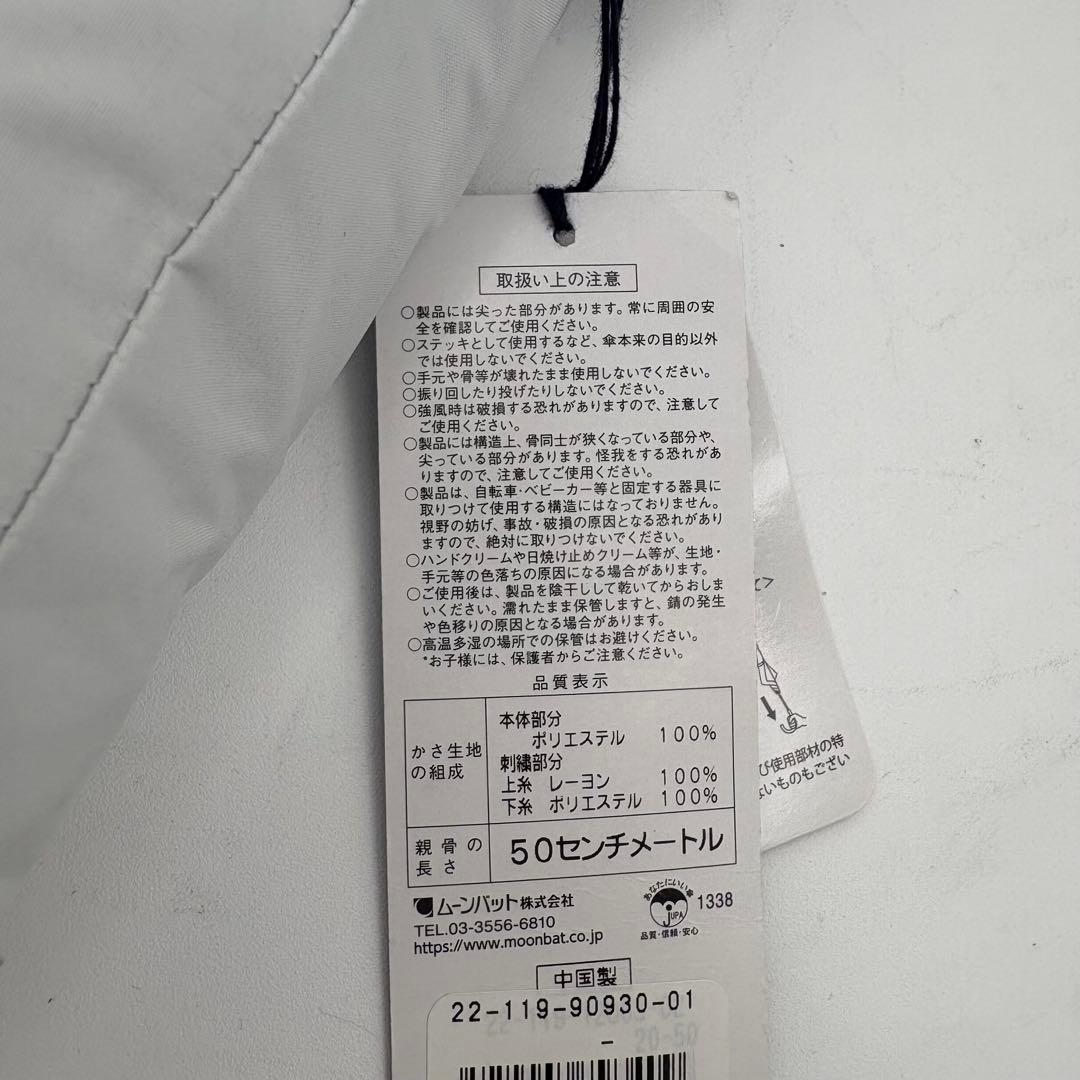 取扱い上の注意
○製品には尖った部分があります。常に周囲の安
全を確認してご使用ください。
○ステッキとして使用するなど、傘本来の目的以外
では使用しないでください。
○手元や骨等が壊れたまま使用しないでください。
○振り回したり投げたりしないでください。
○強風時は破損する恐れがありますので、注意して
ご使用ください。
○製品には構造上、骨同士が狭くなっている部分や、
尖っている部分があります。怪我をする恐れがあ
りますので、注意してご使用ください。
○製品は、自転車・ベビーカー等と固定する器具に
取りつけて使用する構造にはなっておりません。
視野の妨げ、事故・破損の原因となる恐れがあり
ますので、絶対に取りつけないでください。
○ハンドクリームや日焼け止めクリーム等が、生地・
手元等の色落ちの原因になる場合があります。
○ご使用後は、製品を陰干しして乾いてからおしま
いください。濡れたまま保管しますと、錆の発生
や色移りの原因となる場合があります。
○高温多湿の場所での保管はお避けください。
*お子様には、保護者からご注意ください。
品質表示
かさ生地
の組成
本体部分
ポリエステル 100%
刺繍部分
上糸 レーヨン 100%
下糸 ポリエステル 100%
親骨の
長さ
50センチメートル
ムーンバット株式会社
TEL.03-3556-6810
https://www.moonbat.co.jp
あなたにいい傘
JUPA
品質・信頼・安心
1338
中国製
22-119-90930-01
-
20-50
び使用部材の特
ないものもござい